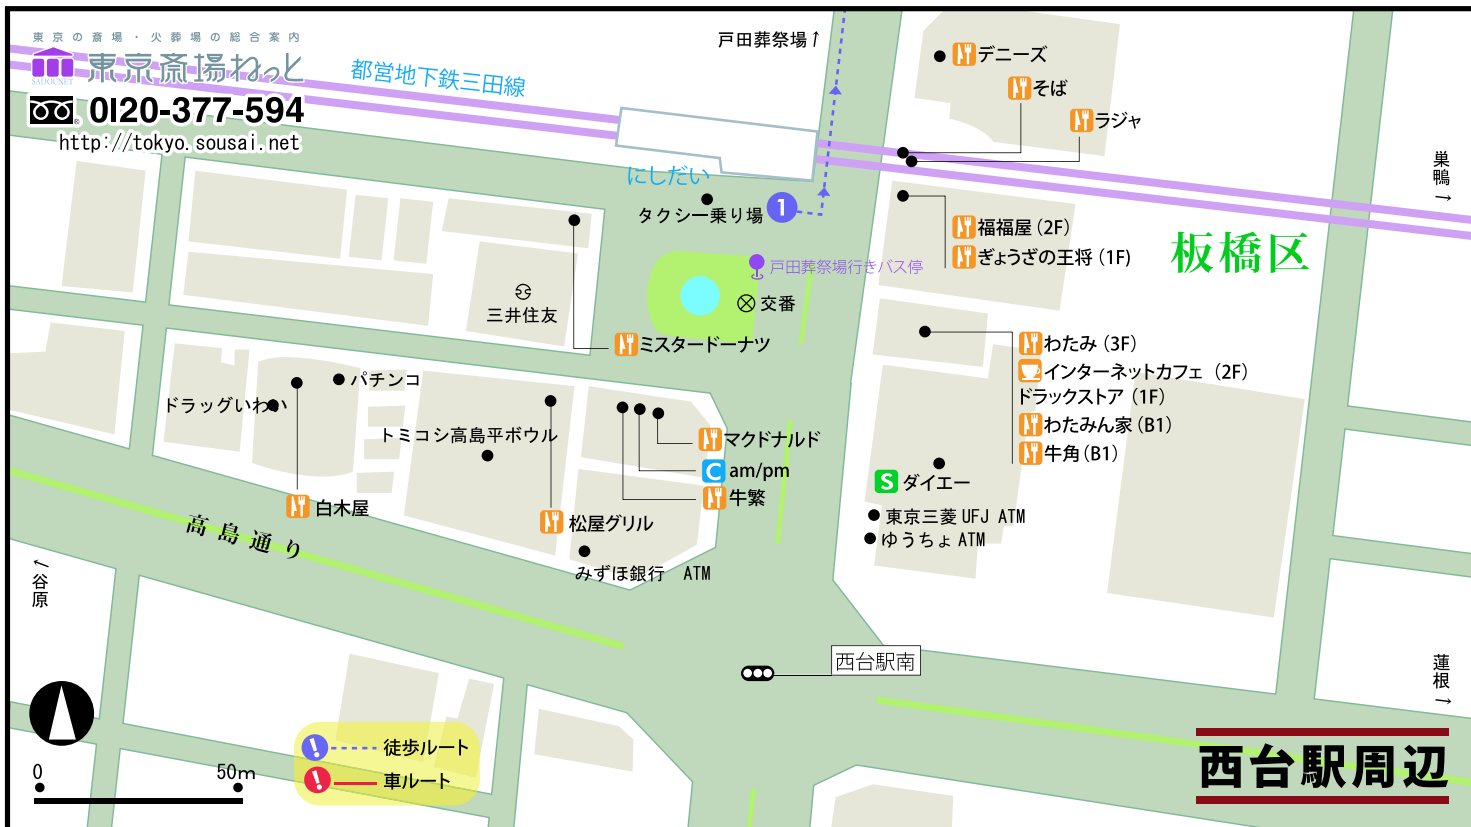 東京の斎場・火葬場の総合案内
東京斎場ねっと
SAIJOU.NET
0120-377-594
http://tokyo.sousai.net
都営地下鉄三田線
戸田葬祭場↑
デニーズ
そば
ラジャ
巣鴨→
にしだい
タクシー乗り場
1
福福屋(2F)
ぎょうざの王将(1F)
板橋区
戸田葬祭場行きバス停
交番
三井住友
ミスタードーナツ
わたみ(3F)
インターネットカフェ(2F)
ドラックストア(1F)
わたみん家(B1)
牛角(B1)
パチンコ
ドラッグいわい
トミコシ高島平ボウル
マクドナルド
C am/pm
牛繁
S ダイエー
東京三菱UFJ ATM
ゆうちょATM
白木屋
松屋グリル
みずほ銀行 ATM
高島通り
←谷原
西台駅南
蓮根→
徒歩ルート
車ルート
0 50m
西台駅周辺